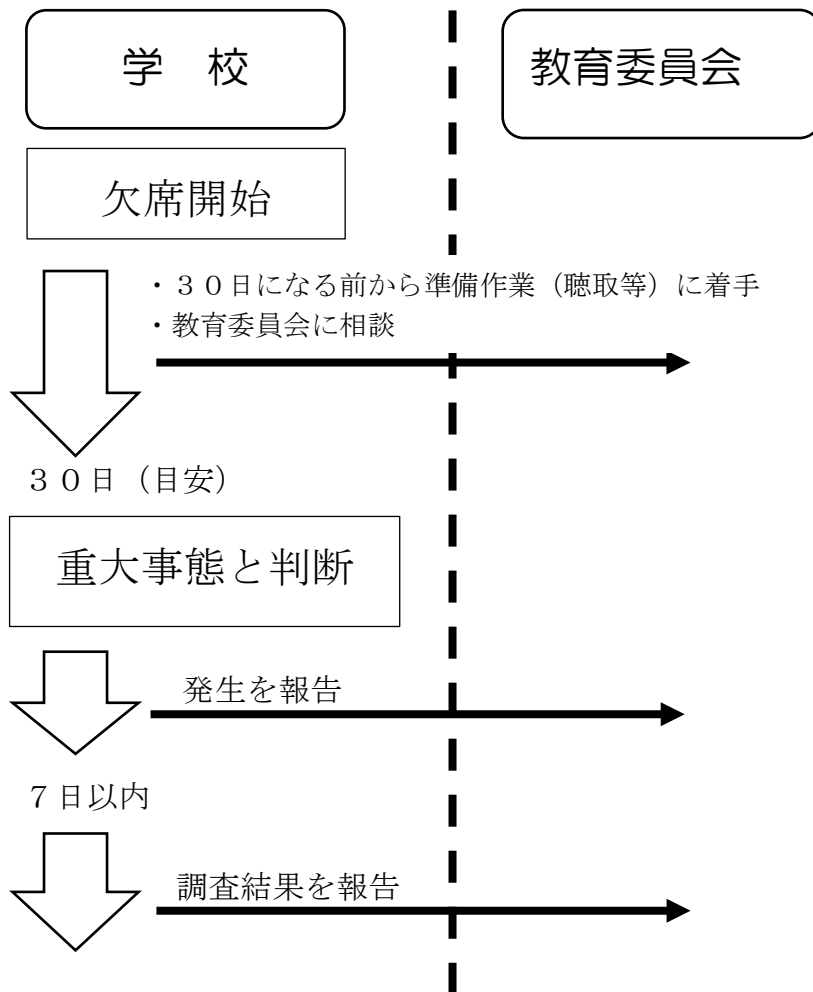 学　校
教育委員会
欠席開始
・３０日になる前から準備作業（聴取等）に着手
・教育委員会に相談
３０日（目安）
重大事態と判断
発生を報告
７日以内
調査結果を報告